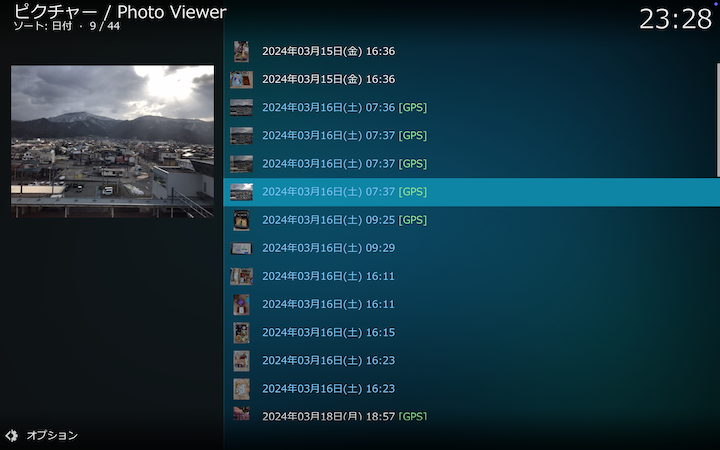 ピクチャー / Photo Viewer
ソート: 日付 · 9 / 44
23:28
2024年03月15日(金) 16:36
2024年03月15日(金) 16:36
2024年03月16日(土) 07:36 [GPS]
2024年03月16日(土) 07:37 [GPS]
2024年03月16日(土) 07:37 [GPS]
2024年03月16日(土) 07:37 [GPS]
2024年03月16日(土) 09:25 [GPS]
2024年03月16日(土) 09:29
2024年03月16日(土) 16:11
2024年03月16日(土) 16:11
2024年03月16日(土) 16:15
2024年03月16日(土) 16:23
2024年03月16日(土) 16:23
2024年03月18日(月) 18:57 [GPS]
オプション